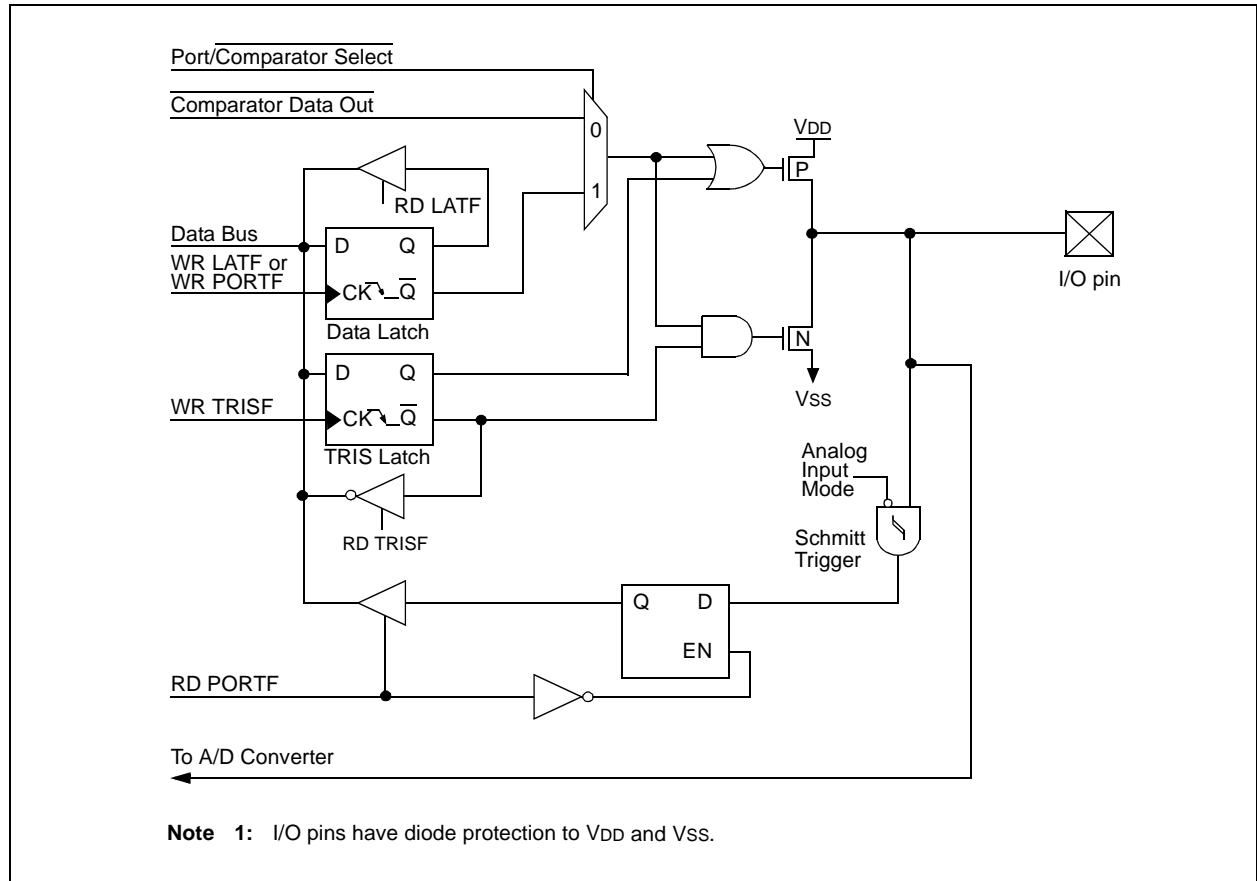 Port/Comparator Select
Comparator Data Out
0
VDD
P
1
RD LATF
Data Bus
D Q
WR LATF or
WR PORTF
CK Q
I/O pin
Data Latch
N
D Q
VSS
WR TRISF
CK Q
TRIS Latch
Analog
Input
Mode
RD TRISF
Schmitt
Trigger
Q D
EN
RD PORTF
To A/D Converter
Note 1: I/O pins have diode protection to VDD and VSS.